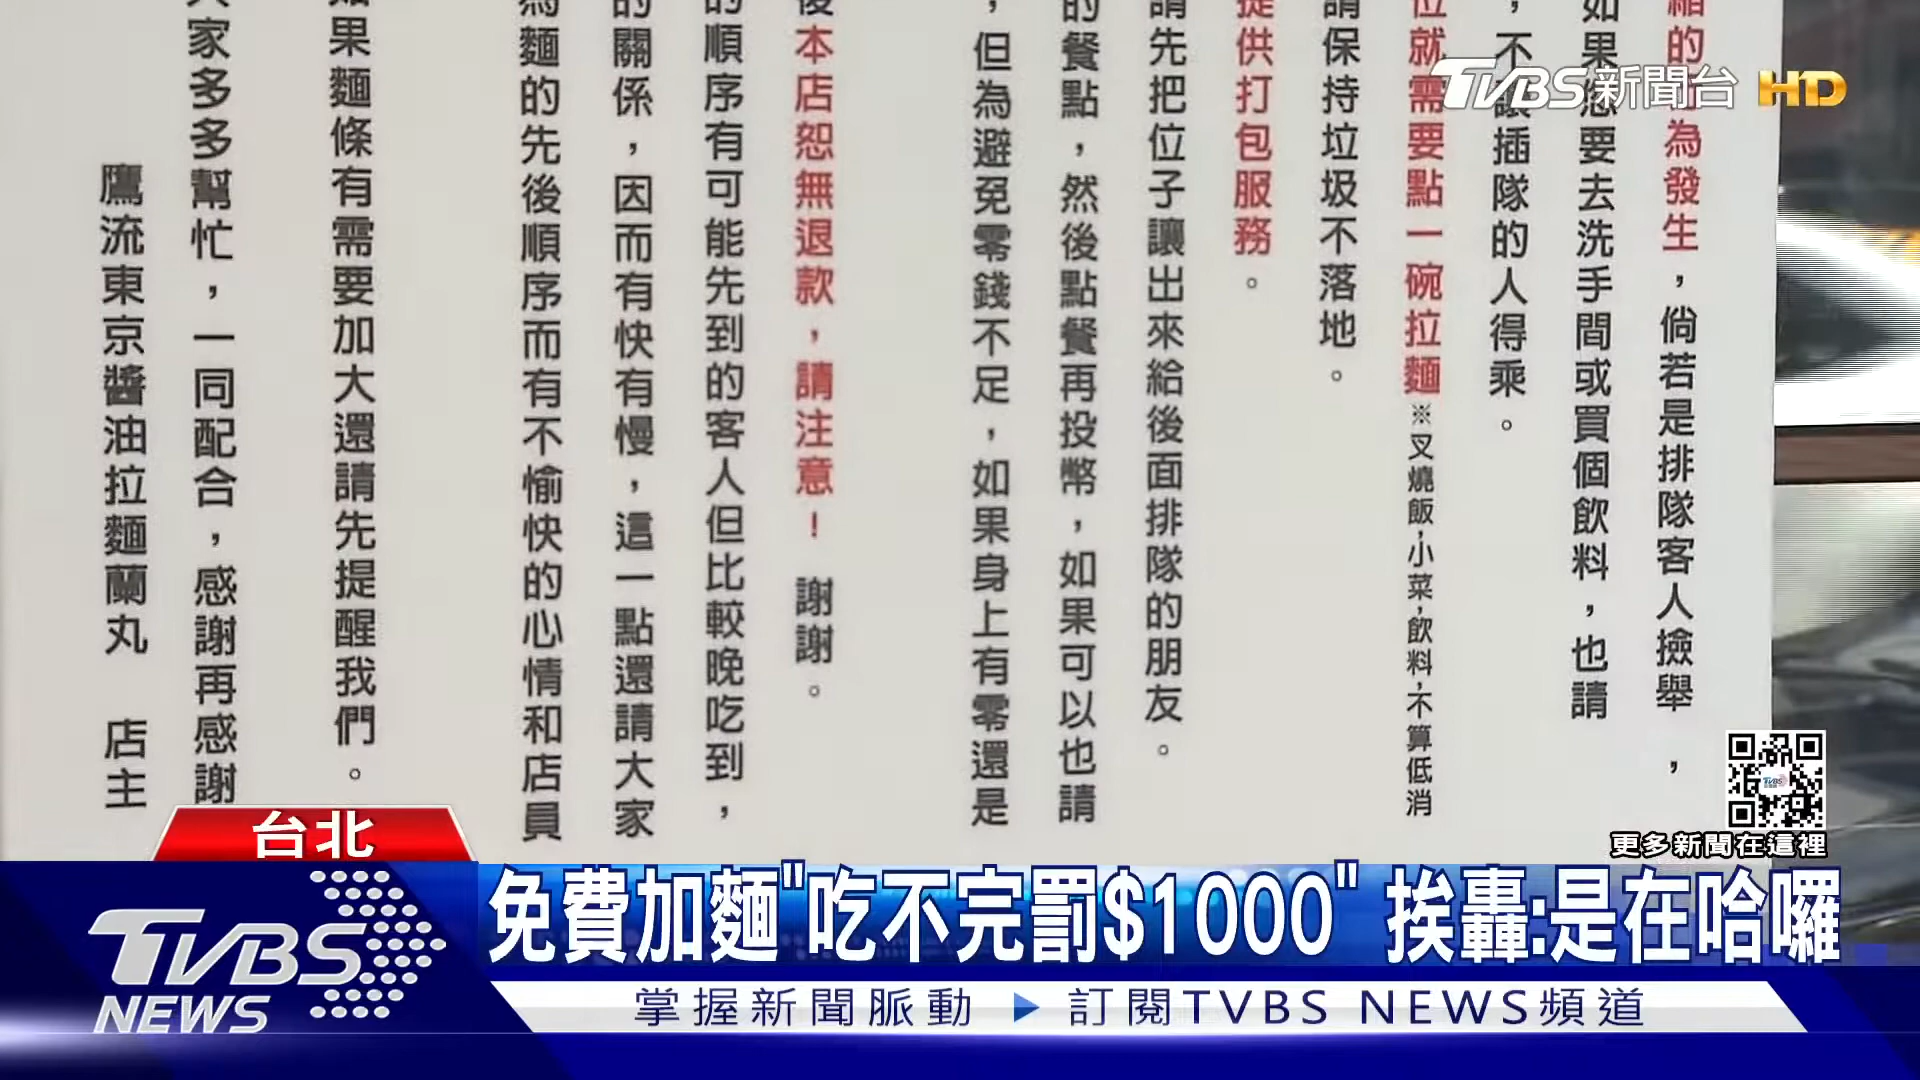 縮的行為發生，倘若是排隊客人撿舉，
如果您要去洗手間或買個飲料，也請
，不讓插隊的人得乘。
位就需要點一碗拉麵※叉燒飯，小菜，飲料，不算低消
請保持垃圾不落地。
提供打包服務。
請先把位子讓出來給後面排隊的朋友。
的餐點，然後點餐再投幣，如果可以也請
，但為避免零錢不足，如果身上有零還是
後本店恕無退款，請注意！ 謝謝。
的順序有可能先到的客人但比較晚吃到，
的關係，因而有快有慢，這一點還請大家
為麵的先後順序而有不愉快的心情和店員
如果麵條有需要加大還請先提醒我們。
大家多多幫忙，一同配合，感謝再感謝
鷹流東京醬油拉麵蘭丸 店主
TVBS新聞台 HD
TVBS
更多新聞在這裡
台北
免費加麵"吃不完罰$1000" 挨轟:是在哈囉
TVBS NEWS
掌握新聞脈動 ▶ 訂閱TVBS NEWS頻道